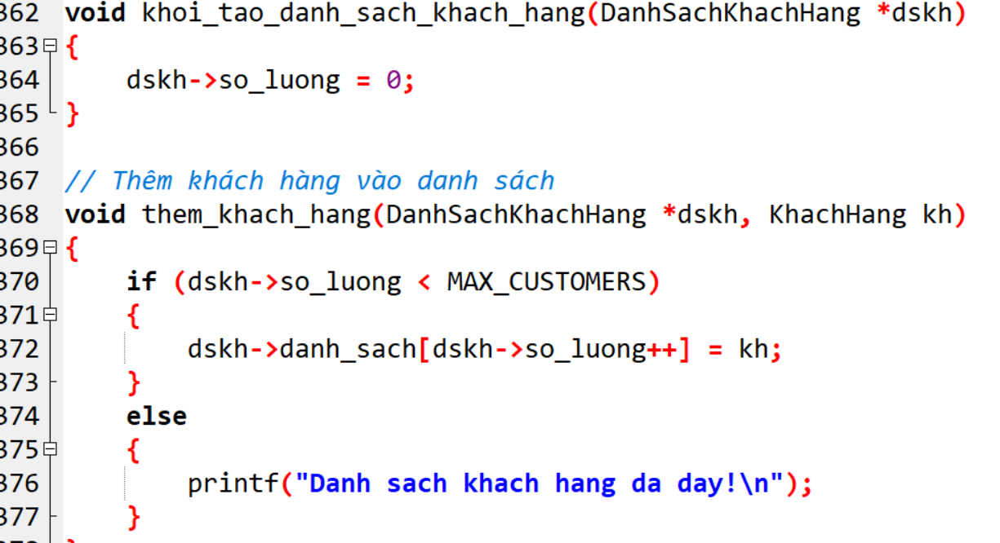 362 void khoi_tao_danh_sach_khach_hang(DanhSachKhachHang *dskh)
363 {
364     dskh->so_luong = 0;
365 }
366
367 // Thêm khách hàng vào danh sách
368 void them_khach_hang(DanhSachKhachHang *dskh, KhachHang kh)
369 {
370     if (dskh->so_luong < MAX_CUSTOMERS)
371     {
372         dskh->danh_sach[dskh->so_luong++] = kh;
373     }
374     else
375     {
376         printf("Danh sach khach hang da day!\n");
377     }